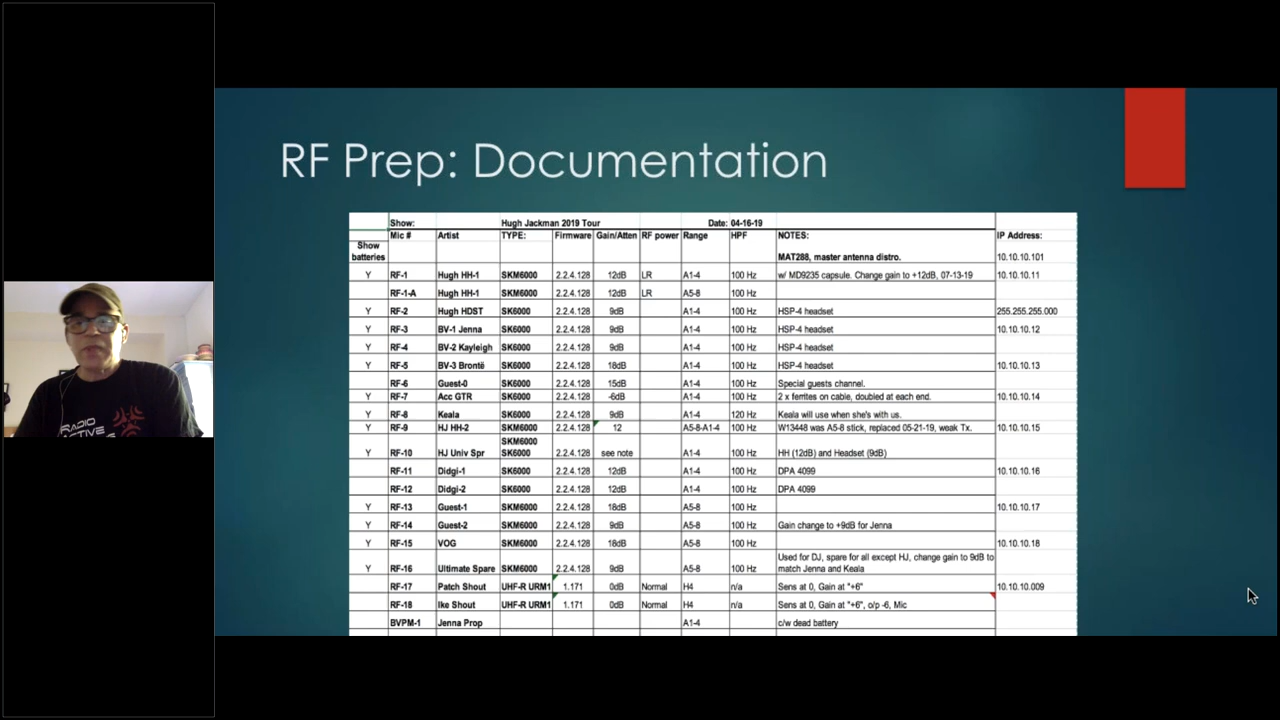 RF Prep: Documentation
Show: Hugh Jackman 2019 Tour Date: 04-16-19
Show batteries Mic # Artist TYPE: Firmware Gain/Atten RF power Range HPF NOTES: IP Address:
MAT288, master antenna distro. 10.10.10.101
Y RF-1 Hugh HH-1 SKM6000 2.2.4.128 12dB LR A1-4 100 Hz w/ MD9235 capsule. Change gain to +12dB, 07-13-19 10.10.10.11
RF-1-A Hugh HH-1 SKM6000 2.2.4.128 12dB LR A5-8 100 Hz
Y RF-2 Hugh HDST SK6000 2.2.4.128 9dB A1-4 100 Hz HSP-4 headset 255.255.255.000
Y RF-3 BV-1 Jenna SK6000 2.2.4.128 9dB A1-4 100 Hz HSP-4 headset 10.10.10.12
Y RF-4 BV-2 Kayleigh SK6000 2.2.4.128 9dB A1-4 100 Hz HSP-4 headset
Y RF-5 BV-3 Brontë SK6000 2.2.4.128 18dB A1-4 100 Hz HSP-4 headset 10.10.10.13
RF-6 Guest-0 SK6000 2.2.4.128 15dB A1-4 100 Hz Special guests channel.
Y RF-7 Acc GTR SK6000 2.2.4.128 -6dB A1-4 100 Hz 2 x ferrites on cable, doubled at each end. 10.10.10.14
Y RF-8 Keala SK6000 2.2.4.128 9dB A1-4 120 Hz Keala will use when she's with us.
Y RF-9 HJ HH-2 SKM6000 2.2.4.128 12 A5-8-A1-4 100 Hz W13448 was A5-8 stick, replaced 05-21-19, weak Tx. 10.10.10.15
Y RF-10 HJ Univ Spr SKM6000 SK6000 2.2.4.128 see note A1-4 100 Hz HH (12dB) and Headset (9dB)
RF-11 Didgi-1 SK6000 2.2.4.128 12dB A1-4 100 Hz DPA 4099 10.10.10.16
RF-12 Didgi-2 SK6000 2.2.4.128 12dB A1-4 100 Hz DPA 4099
Y RF-13 Guest-1 SKM6000 2.2.4.128 18dB A5-8 100 Hz 10.10.10.17
Y RF-14 Guest-2 SKM6000 2.2.4.128 9dB A5-8 100 Hz Gain change to +9dB for Jenna
Y RF-15 VOG SKM6000 2.2.4.128 18dB A5-8 100 Hz 10.10.10.18
Y RF-16 Ultimate Spare SKM6000 2.2.4.128 9dB A5-8 100 Hz Used for DJ, spare for all except HJ, change gain to 9dB to match Jenna and Keala
RF-17 Patch Shout UHF-R URM1 1.171 0dB Normal H4 n/a Sens at 0, Gain at "+6" 10.10.10.009
RF-18 Ike Shout UHF-R URM1 1.171 0dB Normal H4 n/a Sens at 0, Gain at "+6", o/p -6, Mic
BVPM-1 Jenna Prop A1-4 c/w dead battery
RADIO
ACTIVE